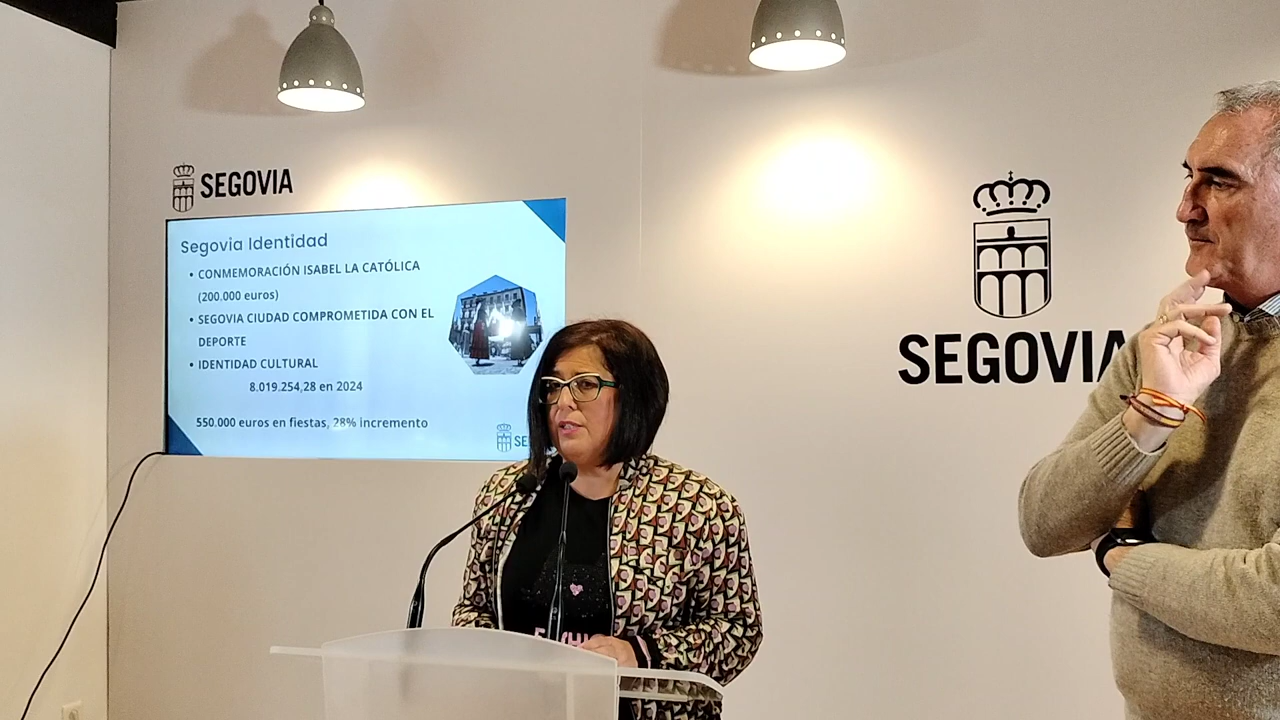 SEGOVIA
Segovia Identidad
• CONMEMORACIÓN ISABEL LA CATÓLICA
(200.000 euros)
• SEGOVIA CIUDAD COMPROMETIDA CON EL
DEPORTE
• IDENTIDAD CULTURAL
8.019.254,28 en 2024
550.000 euros en fiestas, 28% incremento
SEGOVIA